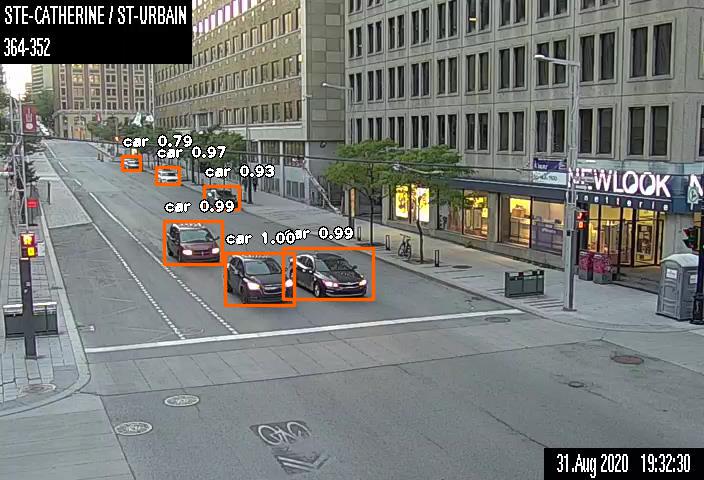 STE-CATHERINE / ST-URBAIN
364-352
car 0.79
car 0.97
car 0.93
car 0.99
car 1.00
car 0.99
NEWLOOK
31.Aug 2020 19:32:30